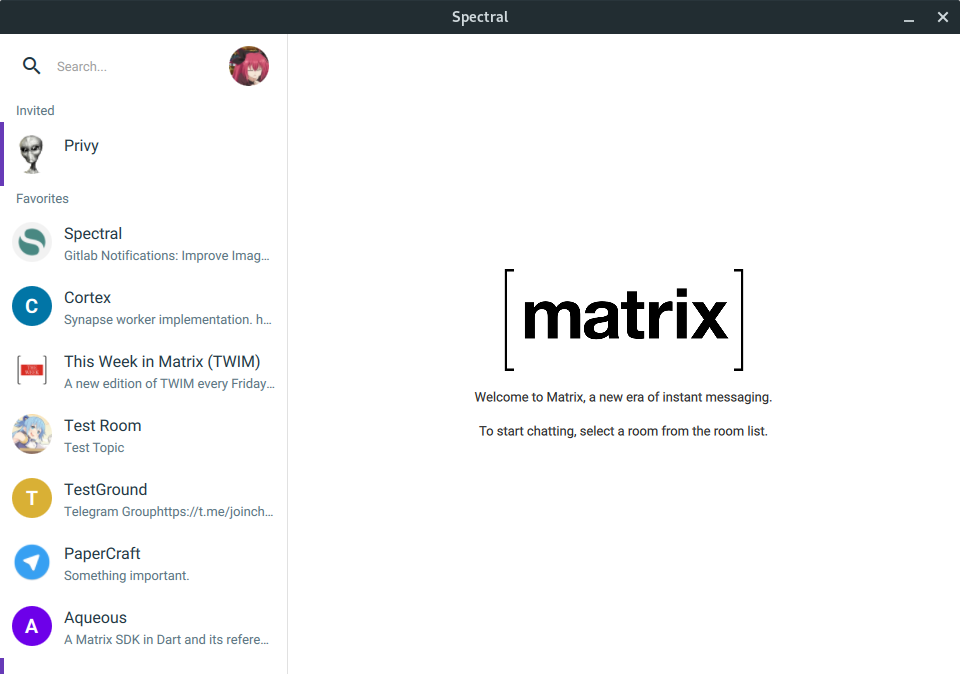 Spectral
Search...
Invited
Privy
Favorites
Spectral
Gitlab Notifications: Improve Imag...
C
Cortex
Synapse worker implementation. h...
THIS WEEK
This Week in Matrix (TWIM)
A new edition of TWIM every Friday...
Test Room
Test Topic
T
TestGround
Telegram Grouphttps://t.me/joinch...
PaperCraft
Something important.
A
Aqueous
A Matrix SDK in Dart and its refere...
[matrix]
Welcome to Matrix, a new era of instant messaging.
To start chatting, select a room from the room list.